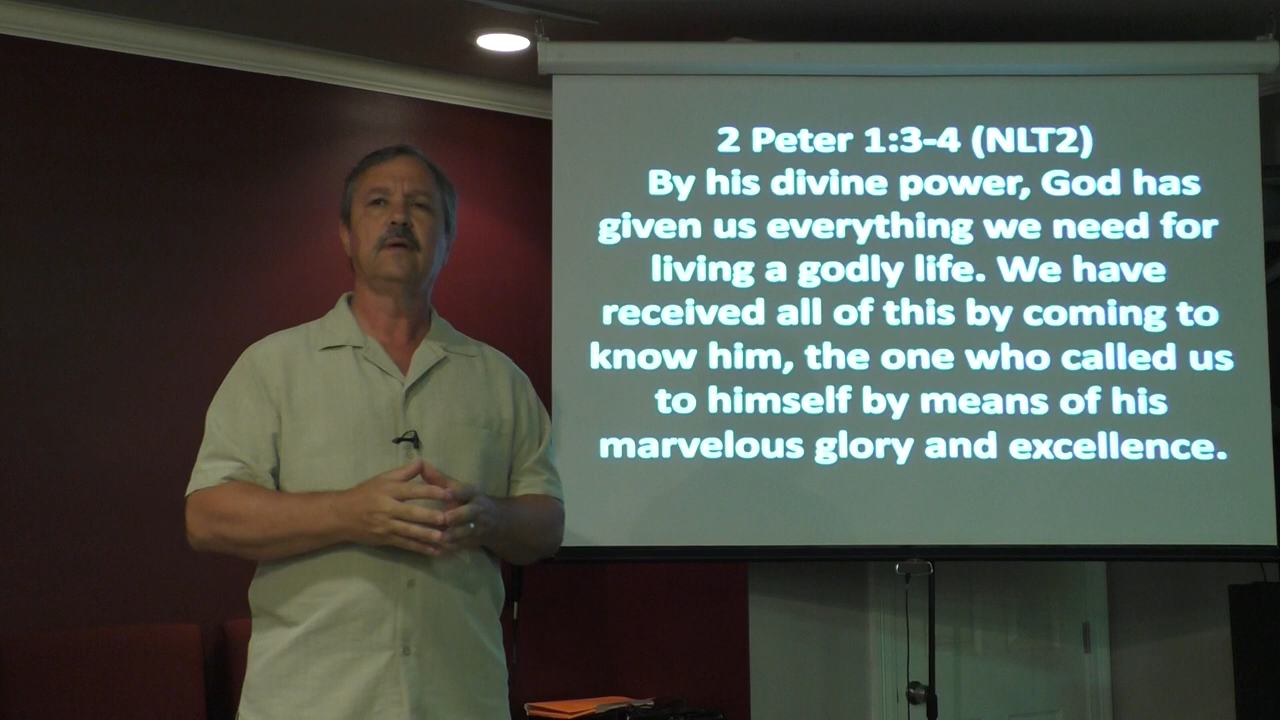 2 Peter 1:3-4 (NLT2)
By his divine power, God has
given us everything we need for
living a godly life. We have
received all of this by coming to
know him, the one who called us
to himself by means of his
marvelous glory and excellence.